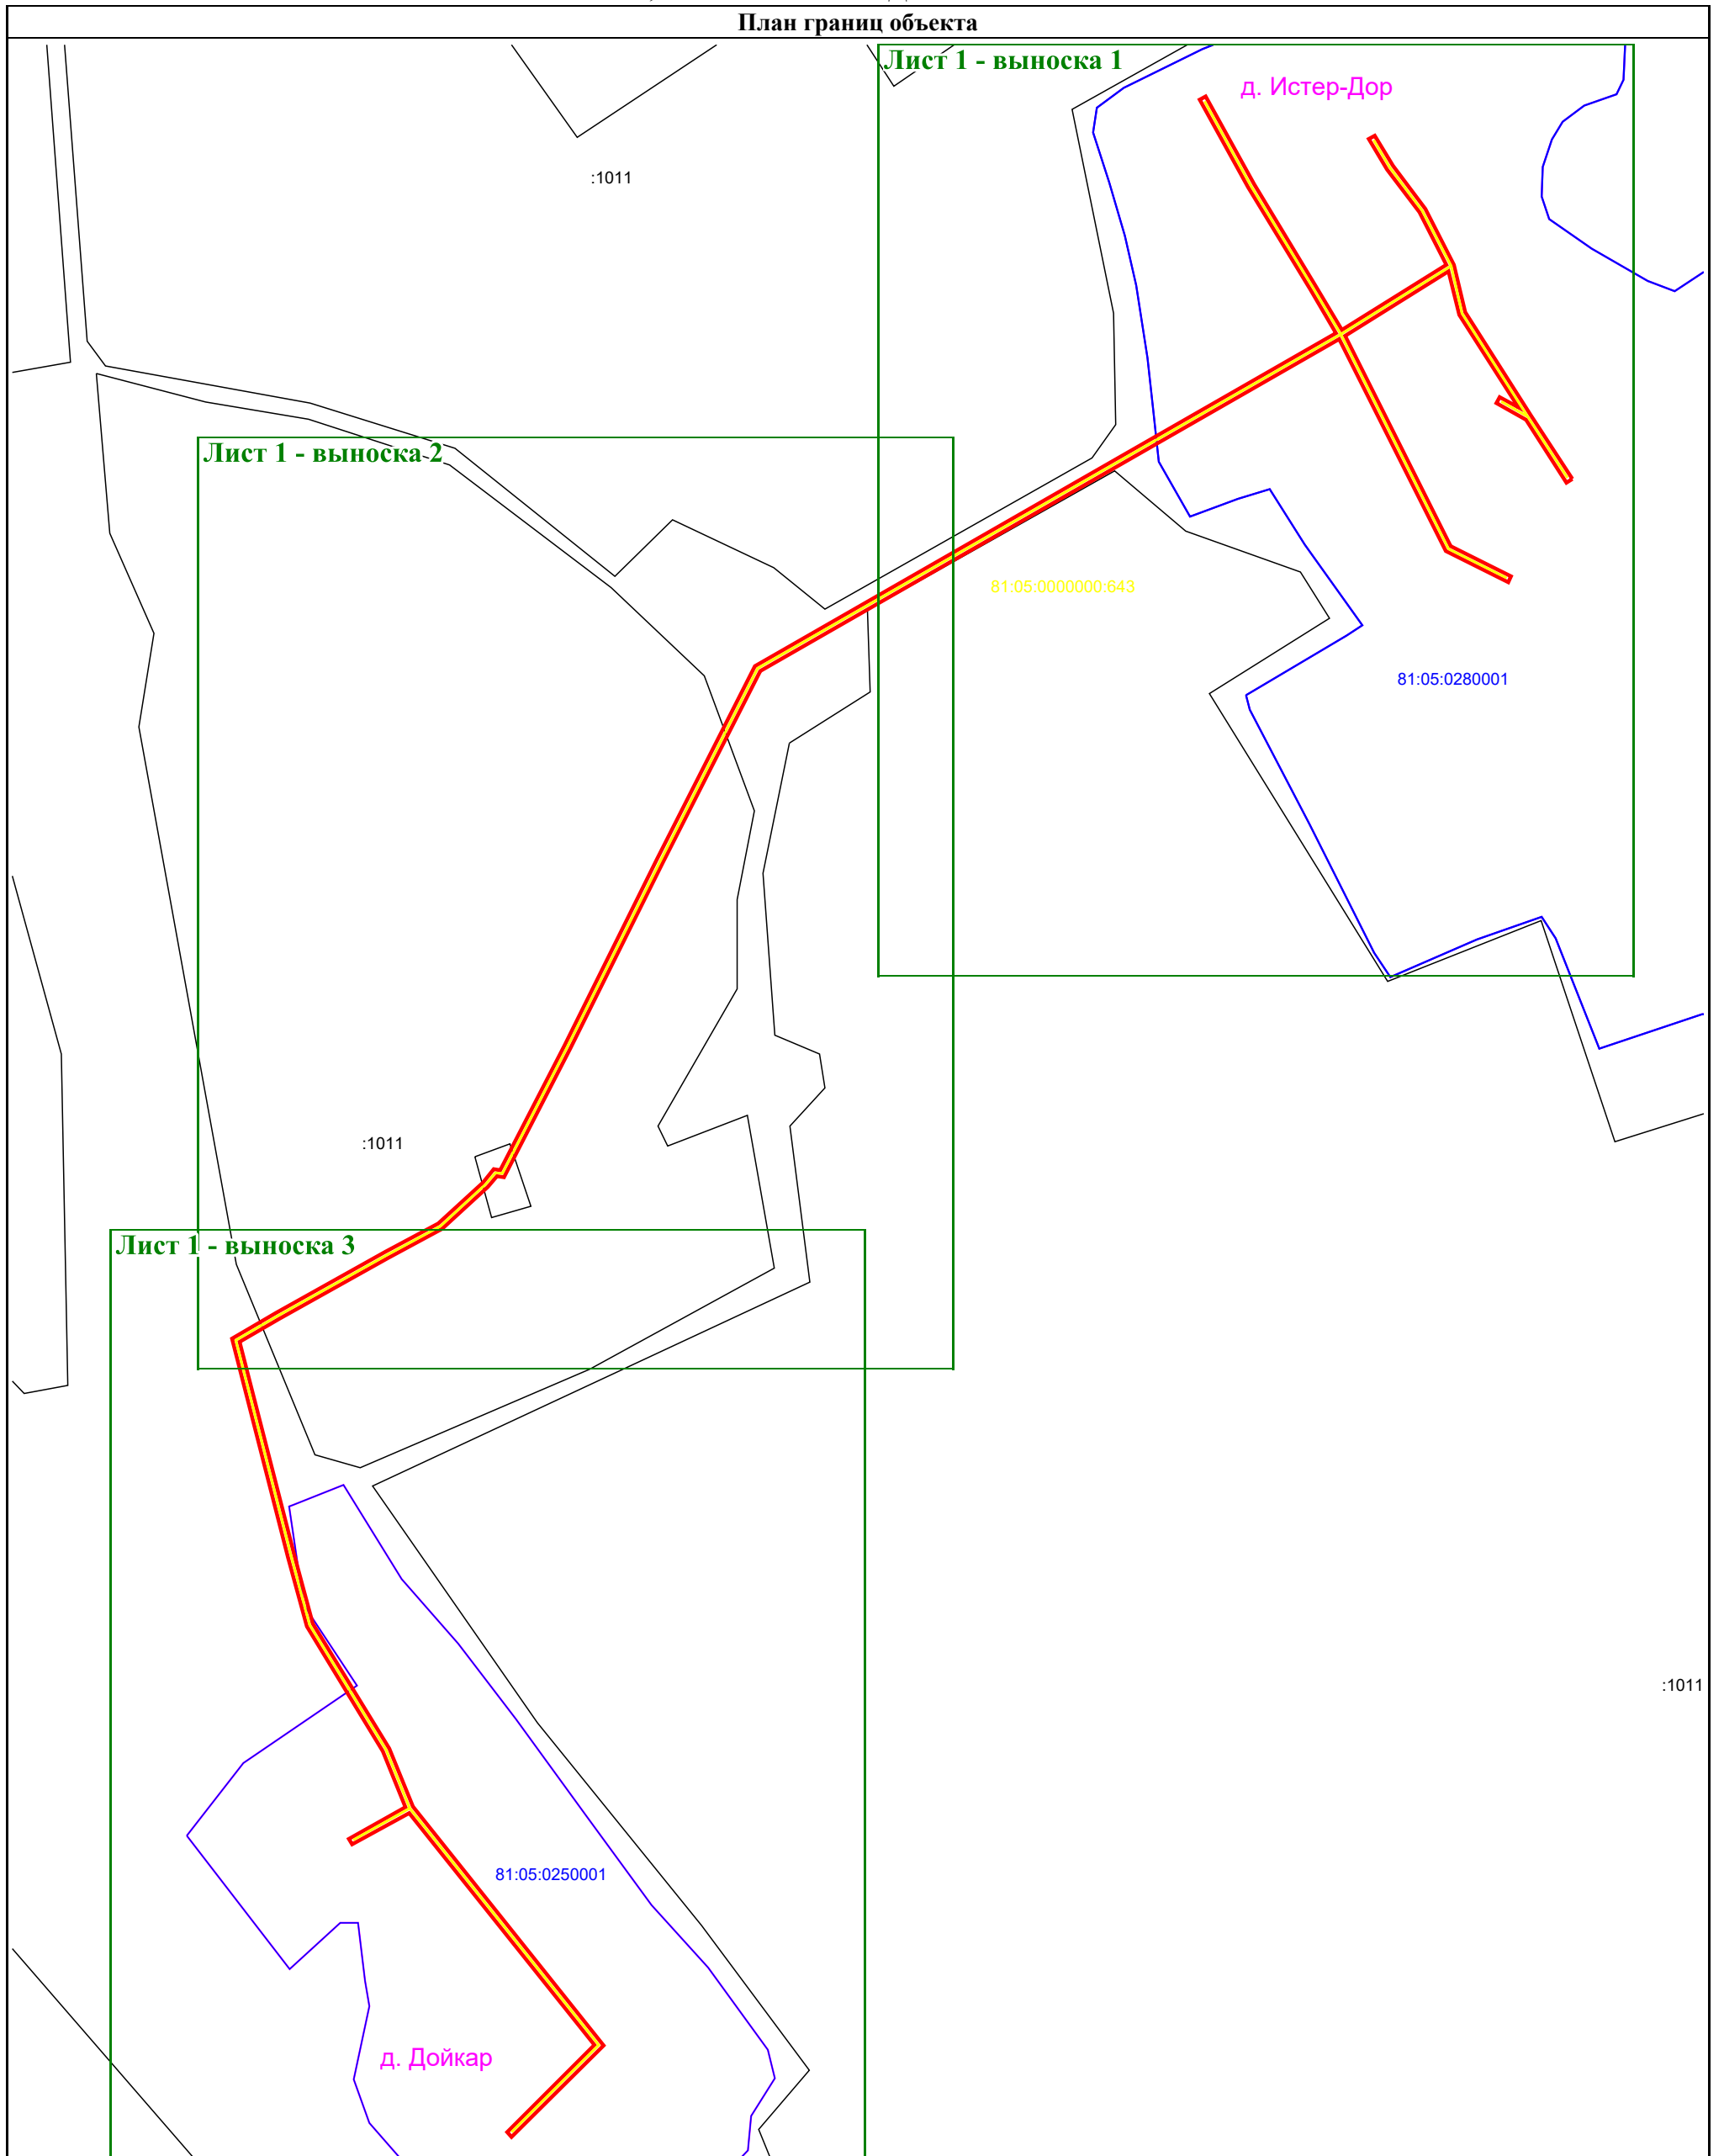 План границ объекта
Лист 1 - выноска 1
д. Истер-Дор
:1011
Лист 1 - выноска 2
81:05:0000000:643
81:05:0280001
:1011
Лист 1 - выноска 3
:1011
81:05:0250001
д. Дойкар